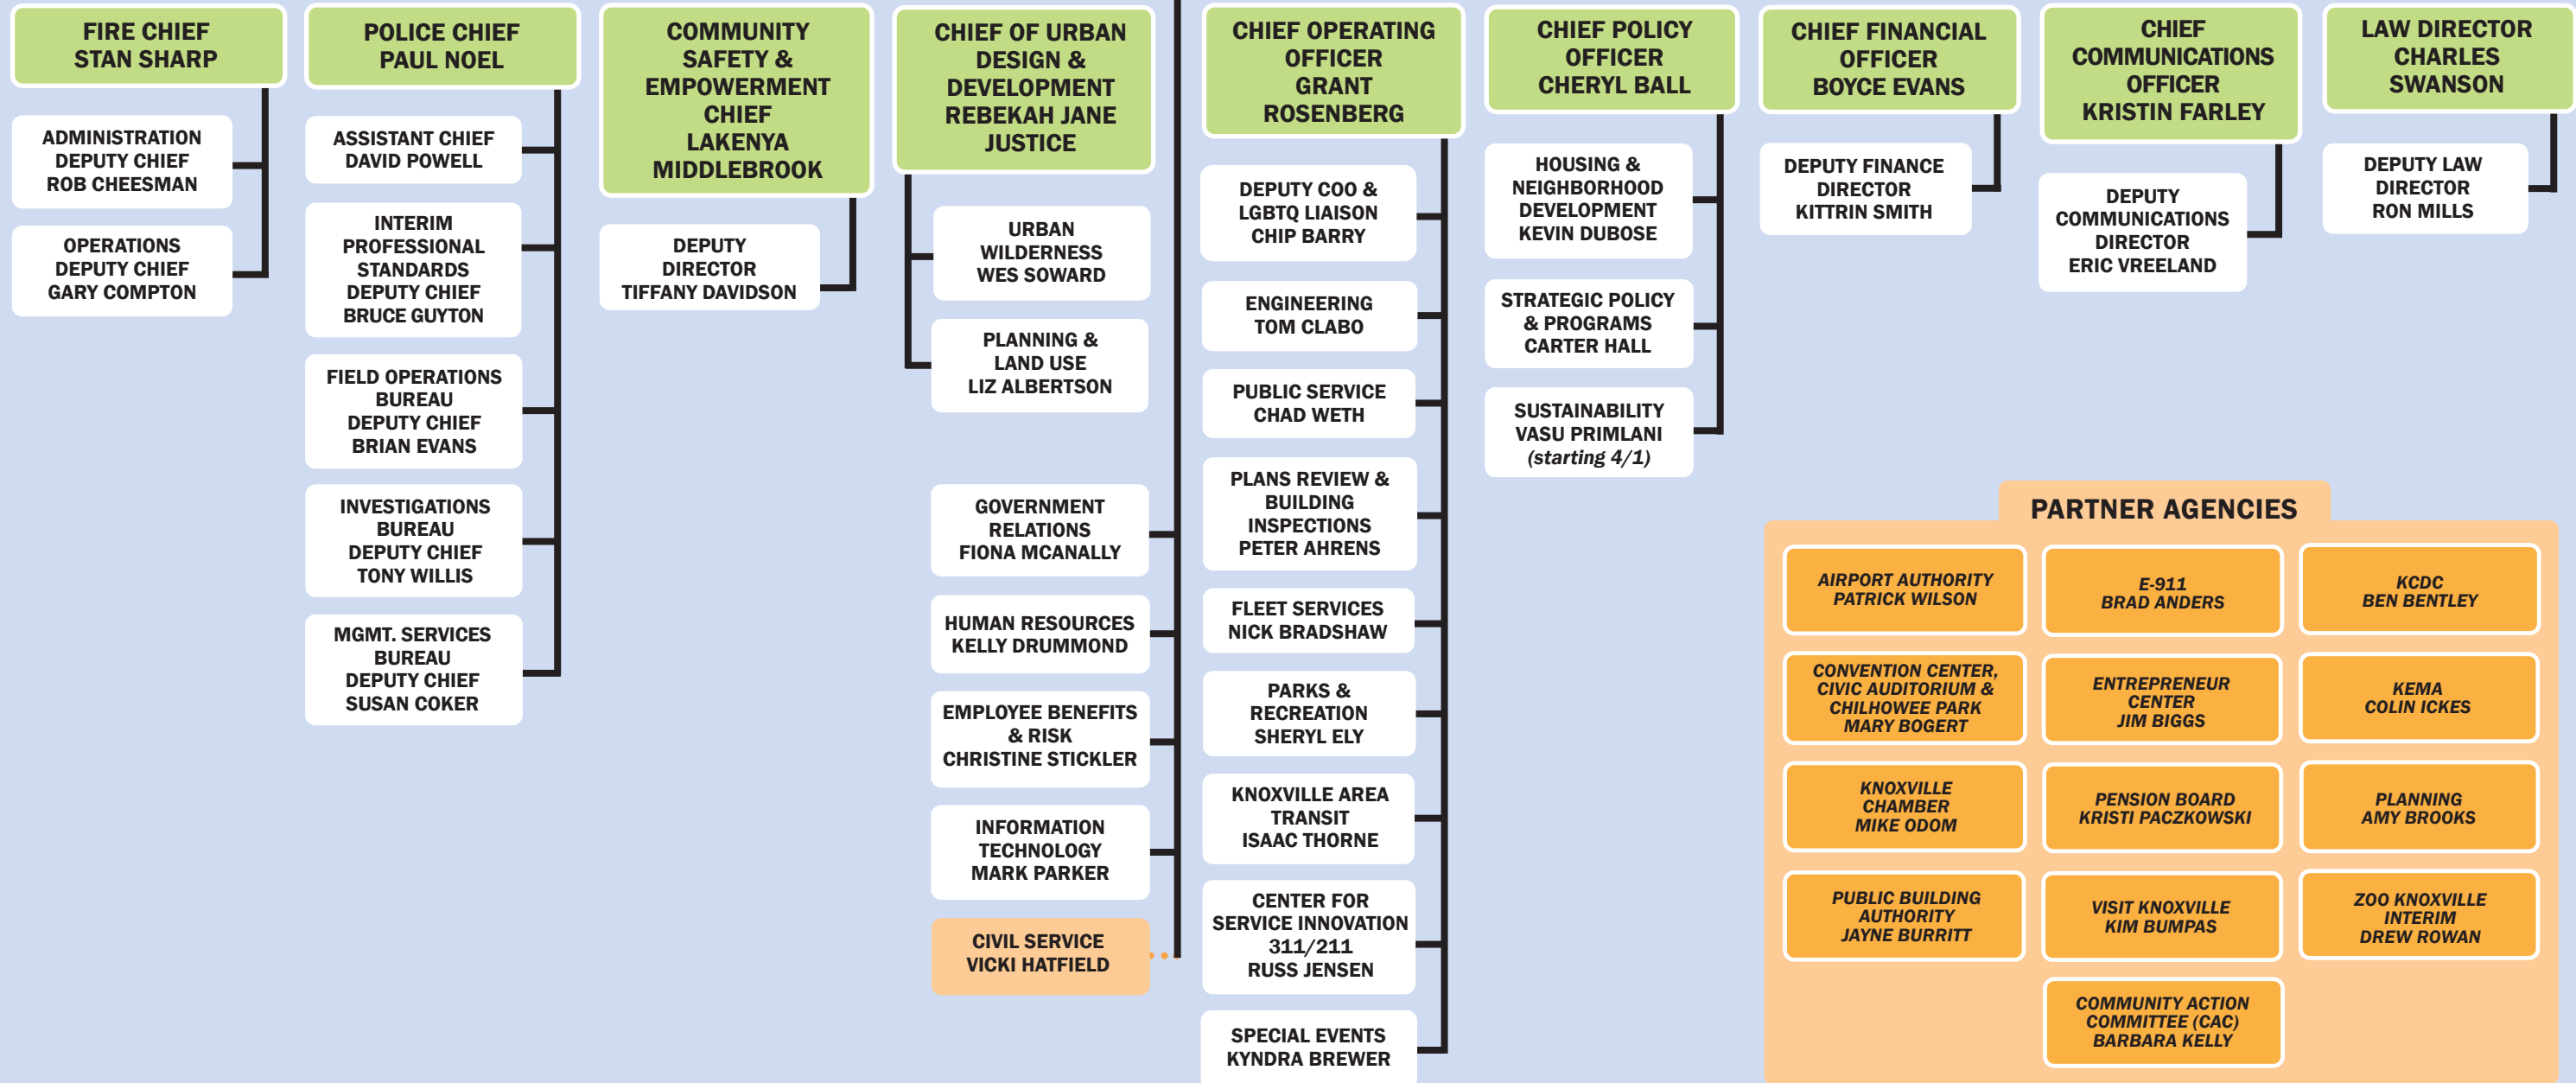 FIRE CHIEF
STAN SHARP
ADMINISTRATION
DEPUTY CHIEF
ROB CHEESMAN
OPERATIONS
DEPUTY CHIEF
GARY COMPTON
POLICE CHIEF
PAUL NOEL
ASSISTANT CHIEF
DAVID POWELL
INTERIM
PROFESSIONAL
STANDARDS
DEPUTY CHIEF
BRUCE GUYTON
FIELD OPERATIONS
BUREAU
DEPUTY CHIEF
BRIAN EVANS
INVESTIGATIONS
BUREAU
DEPUTY CHIEF
TONY WILLIS
MGMT. SERVICES
BUREAU
DEPUTY CHIEF
SUSAN COKER
COMMUNITY
SAFETY &
EMPOWERMENT
CHIEF
LAKENYA
MIDDLEBROOK
DEPUTY
DIRECTOR
TIFFANY DAVIDSON
CHIEF OF URBAN
DESIGN &
DEVELOPMENT
REBEKAH JANE
JUSTICE
URBAN
WILDERNESS
WES SOWARD
PLANNING &
LAND USE
LIZ ALBERTSON
GOVERNMENT
RELATIONS
FIONA MCANALLY
HUMAN RESOURCES
KELLY DRUMMOND
EMPLOYEE BENEFITS
& RISK
CHRISTINE STICKLER
INFORMATION
TECHNOLOGY
MARK PARKER
CIVIL SERVICE
VICKI HATFIELD
CHIEF OPERATING
OFFICER
GRANT
ROSENBERG
DEPUTY COO &
LGBTQ LIAISON
CHIP BARRY
ENGINEERING
TOM CLABO
PUBLIC SERVICE
CHAD WETH
PLANS REVIEW &
BUILDING
INSPECTIONS
PETER AHRENS
FLEET SERVICES
NICK BRADSHAW
PARKS &
RECREATION
SHERYL ELY
KNOXVILLE AREA
TRANSIT
ISAAC THORNE
CENTER FOR
SERVICE INNOVATION
311/211
RUSS JENSEN
SPECIAL EVENTS
KYNDRA BREWER
CHIEF POLICY
OFFICER
CHERYL BALL
HOUSING &
NEIGHBORHOOD
DEVELOPMENT
KEVIN DUBOSE
STRATEGIC POLICY
& PROGRAMS
CARTER HALL
SUSTAINABILITY
VASU PRIMLANI
(starting 4/1)
CHIEF FINANCIAL
OFFICER
BOYCE EVANS
DEPUTY FINANCE
DIRECTOR
KITTRIN SMITH
CHIEF
COMMUNICATIONS
OFFICER
KRISTIN FARLEY
DEPUTY
COMMUNICATIONS
DIRECTOR
ERIC VREELAND
LAW DIRECTOR
CHARLES
SWANSON
DEPUTY LAW
DIRECTOR
RON MILLS
PARTNER AGENCIES
AIRPORT AUTHORITY
PATRICK WILSON
E-911
BRAD ANDERS
KCDC
BEN BENTLEY
CONVENTION CENTER,
CIVIC AUDITORIUM &
CHILHOWEE PARK
MARY BOGERT
ENTREPRENEUR
CENTER
JIM BIGGS
KEMA
COLIN ICKES
KNOXVILLE
CHAMBER
MIKE ODOM
PENSION BOARD
KRISTI PACZKOWSKI
PLANNING
AMY BROOKS
PUBLIC BUILDING
AUTHORITY
JAYNE BURRITT
VISIT KNOXVILLE
KIM BUMPAS
ZOO KNOXVILLE
INTERIM
DREW ROWAN
COMMUNITY ACTION
COMMITTEE (CAC)
BARBARA KELLY